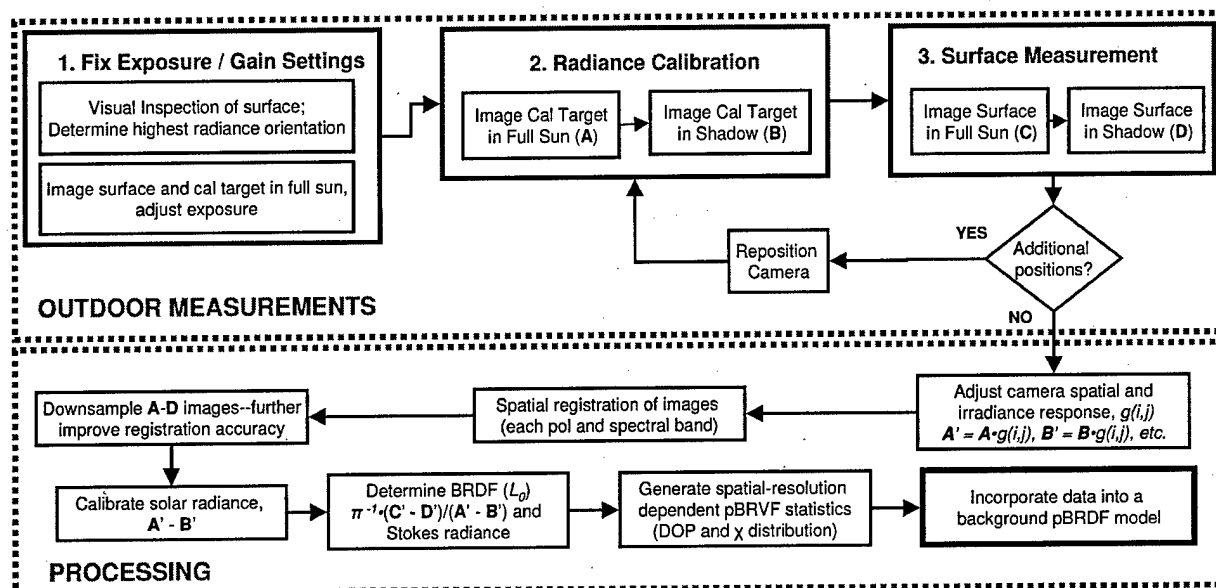 1. Fix Exposure / Gain Settings
Visual Inspection of surface;
Determine highest radiance orientation
Image surface and cal target in full sun,
adjust exposure
2. Radiance Calibration
Image Cal Target
in Full Sun (A)
Image Cal Target
in Shadow (B)
3. Surface Measurement
Image Surface
in Full Sun (C)
Image Surface
in Shadow (D)
YES
Additional
positions?
Reposition
Camera
NO
OUTDOOR MEASUREMENTS
Adjust camera spatial and
irradiance response, g(i,j)
A' = A•g(i,j), B' = B•g(i,j), etc.
Spatial registration of images
(each pol and spectral band)
Downsample A-D images--further
improve registration accuracy
Calibrate solar radiance,
A' - B'
Determine BRDF (L₀)
π⁻¹•(C' - D')/(A' - B') and
Stokes radiance
Generate spatial-resolution
dependent pBRVF statistics
(DOP and χ distribution)
Incorporate data into a
background pBRDF model
PROCESSING